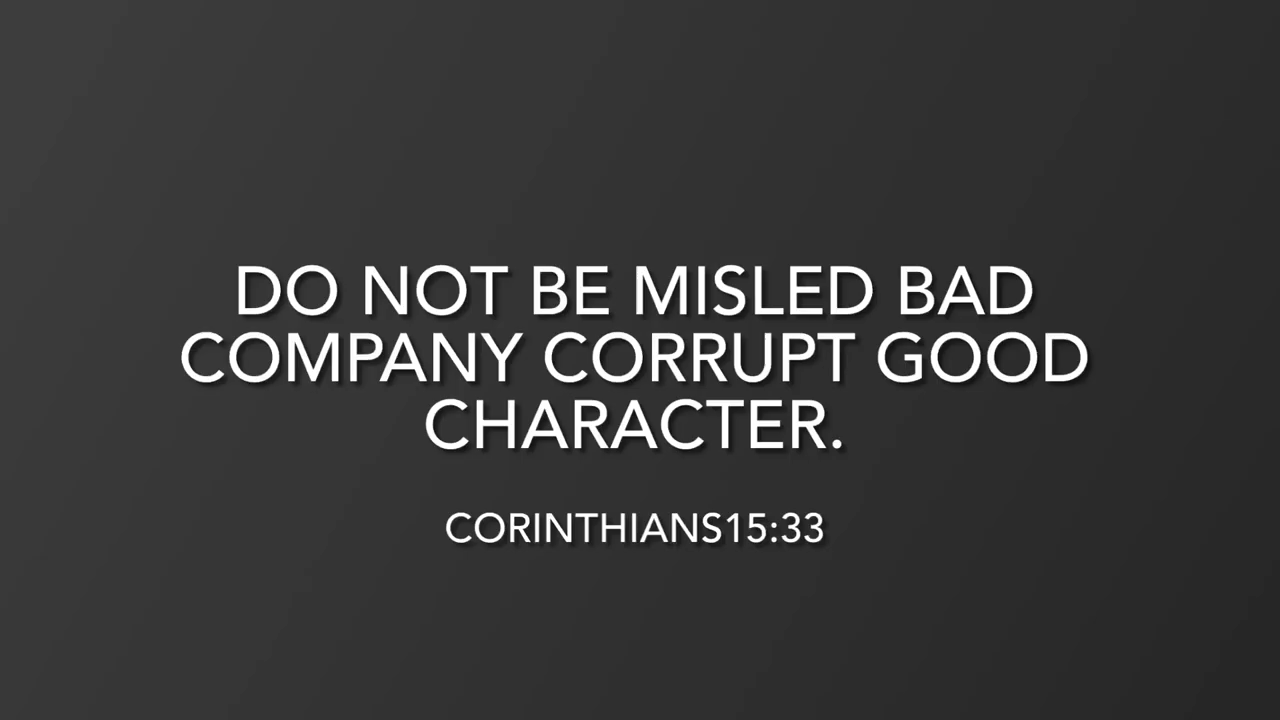 DO NOT BE MISLED BAD
COMPANY CORRUPT GOOD
CHARACTER.
CORINTHIANS15:33